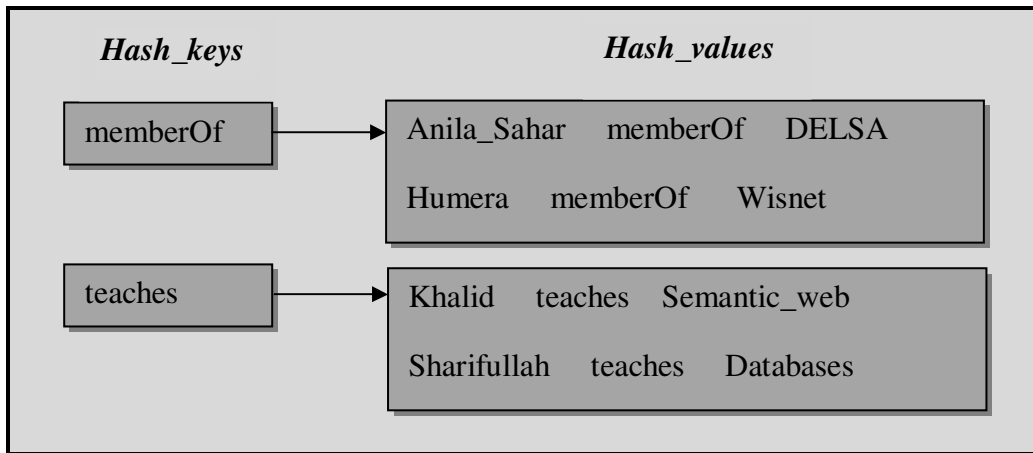 Hash_keys Hash_values
memberOf Anila_Sahar memberOf DELSA
Humera memberOf Wisnet
teaches Khalid teaches Semantic_web
Sharifullah teaches Databases